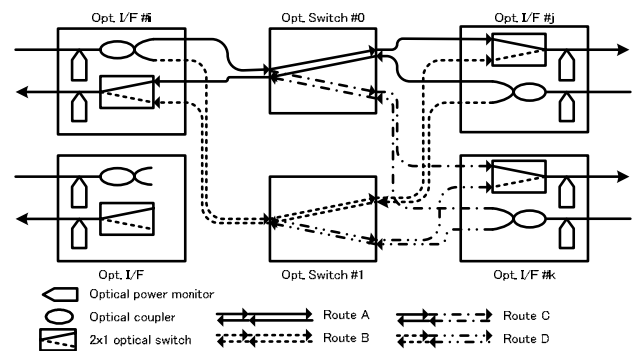 Opt. I/F #i
Opt. Switch #0
Opt. I/F #j
Opt. I/F
Opt. Switch #1
Opt. I/F #k
Optical power monitor
Optical coupler
2x1 optical switch
Route A
Route B
Route C
Route D